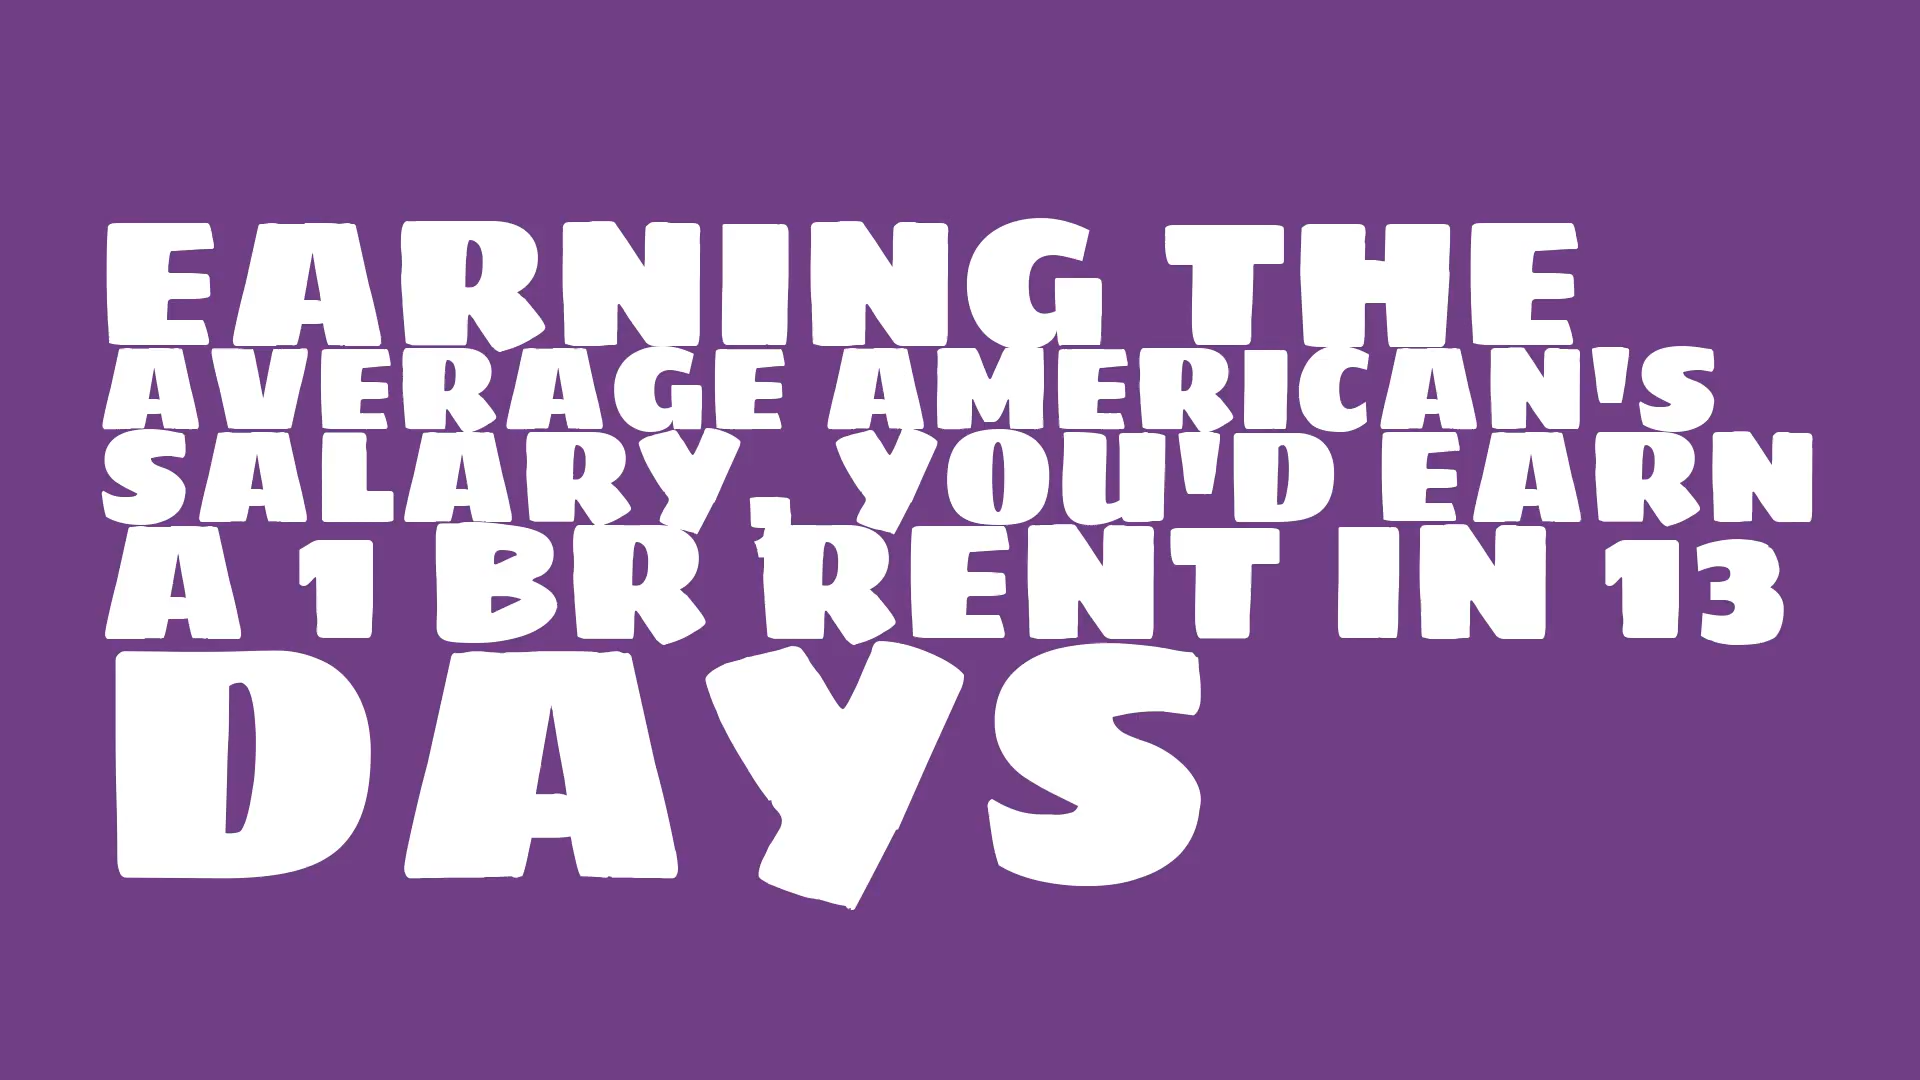 EARNING THE
AVERAGE AMERICAN'S
SALARY, YOU'D EARN
A 1 BR RENT IN 13
DAYS